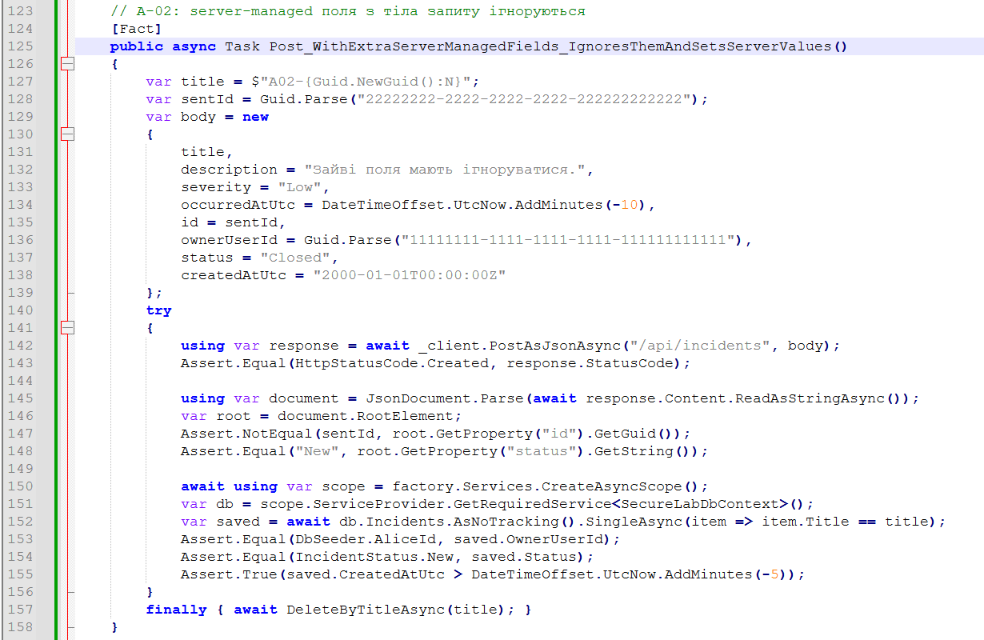 123 // A-02: server-managed поля з тіла запиту ігноруються
124 [Fact]
125 public async Task Post_WithExtraServerManagedFields_IgnoresThemAndSetsServerValues()
126 {
127 var title = $"A02-{Guid.NewGuid():N}";
128 var sentId = Guid.Parse("22222222-2222-2222-2222-222222222222");
129 var body = new
130 {
131 title,
132 description = "Зайві поля мають ігноруватися.",
133 severity = "Low",
134 occurredAtUtc = DateTimeOffset.UtcNow.AddMinutes(-10),
135 id = sentId,
136 ownerUserId = Guid.Parse("11111111-1111-1111-1111-111111111111"),
137 status = "Closed",
138 createdAtUtc = "2000-01-01T00:00:00Z"
139 };
140 try
141 {
142 using var response = await _client.PostAsJsonAsync("/api/incidents", body);
143 Assert.Equal(HttpStatusCode.Created, response.StatusCode);
144
145 using var document = JsonDocument.Parse(await response.Content.ReadAsStringAsync());
146 var root = document.RootElement;
147 Assert.NotEqual(sentId, root.GetProperty("id").GetGuid());
148 Assert.Equal("New", root.GetProperty("status").GetString());
149
150 await using var scope = factory.Services.CreateAsyncScope();
151 var db = scope.ServiceProvider.GetRequiredService<SecureLabDbContext>();
152 var saved = await db.Incidents.AsNoTracking().SingleAsync(item => item.Title == title);
153 Assert.Equal(DbSeeder.AliceId, saved.OwnerUserId);
154 Assert.Equal(IncidentStatus.New, saved.Status);
155 Assert.True(saved.CreatedAtUtc > DateTimeOffset.UtcNow.AddMinutes(-5));
156 }
157 finally { await DeleteByTitleAsync(title); }
158 }